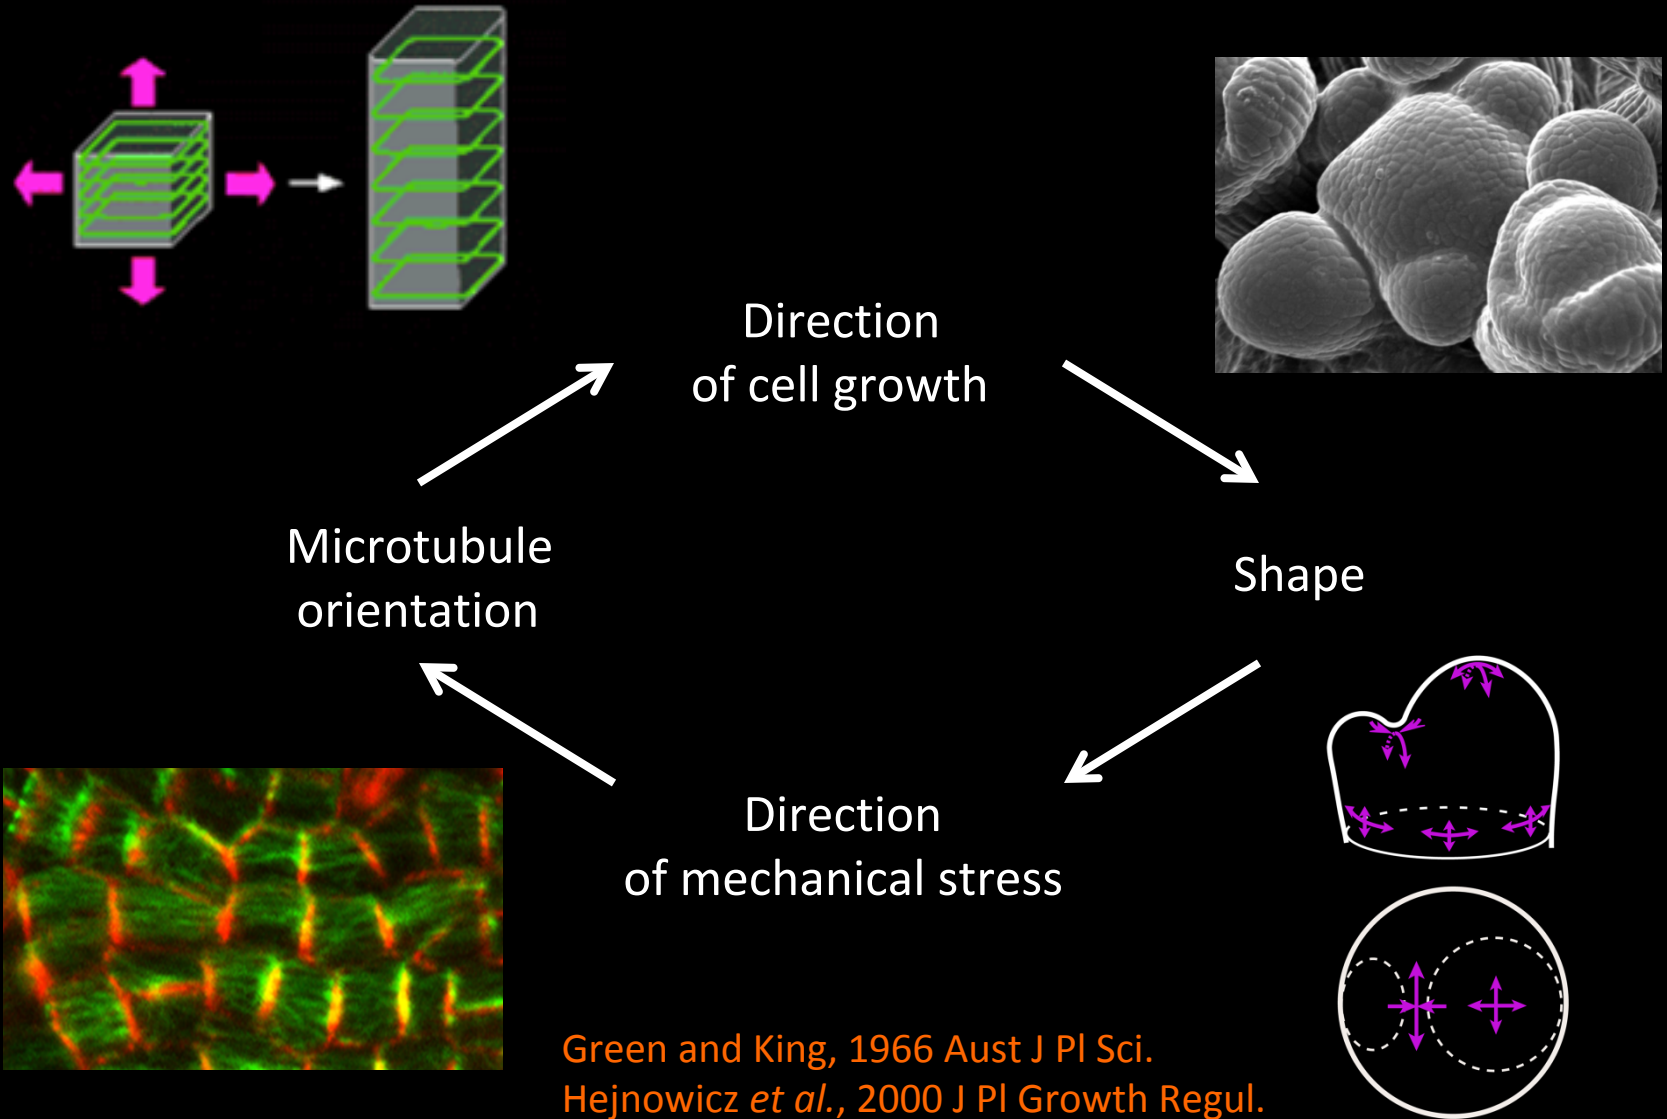 Direction
of cell growth
Microtubule
orientation
Shape
Direction
of mechanical stress
Green and King, 1966 Aust J Pl Sci.
Hejnowicz et al., 2000 J Pl Growth Regul.